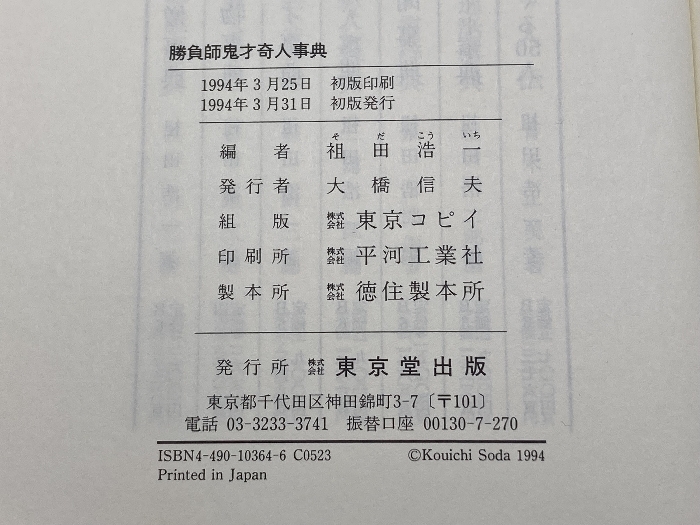 勝負師鬼才奇人事典
1994年3月25日 初版印刷
1994年3月31日 初版発行
そだ こういち
編者 祖田浩一
発行者 大橋信夫
組版 株式会社 東京コピイ
印刷所 株式会社 平河工業社
製本所 株式会社 徳住製本所
発行所 株式会社 東京堂出版
東京都千代田区神田錦町3-7〔〒101〕
電話 03-3233-3741 振替口座 00130-7-270
ISBN4-490-10364-6 C0523 ©Kouichi Soda 1994
Printed in Japan